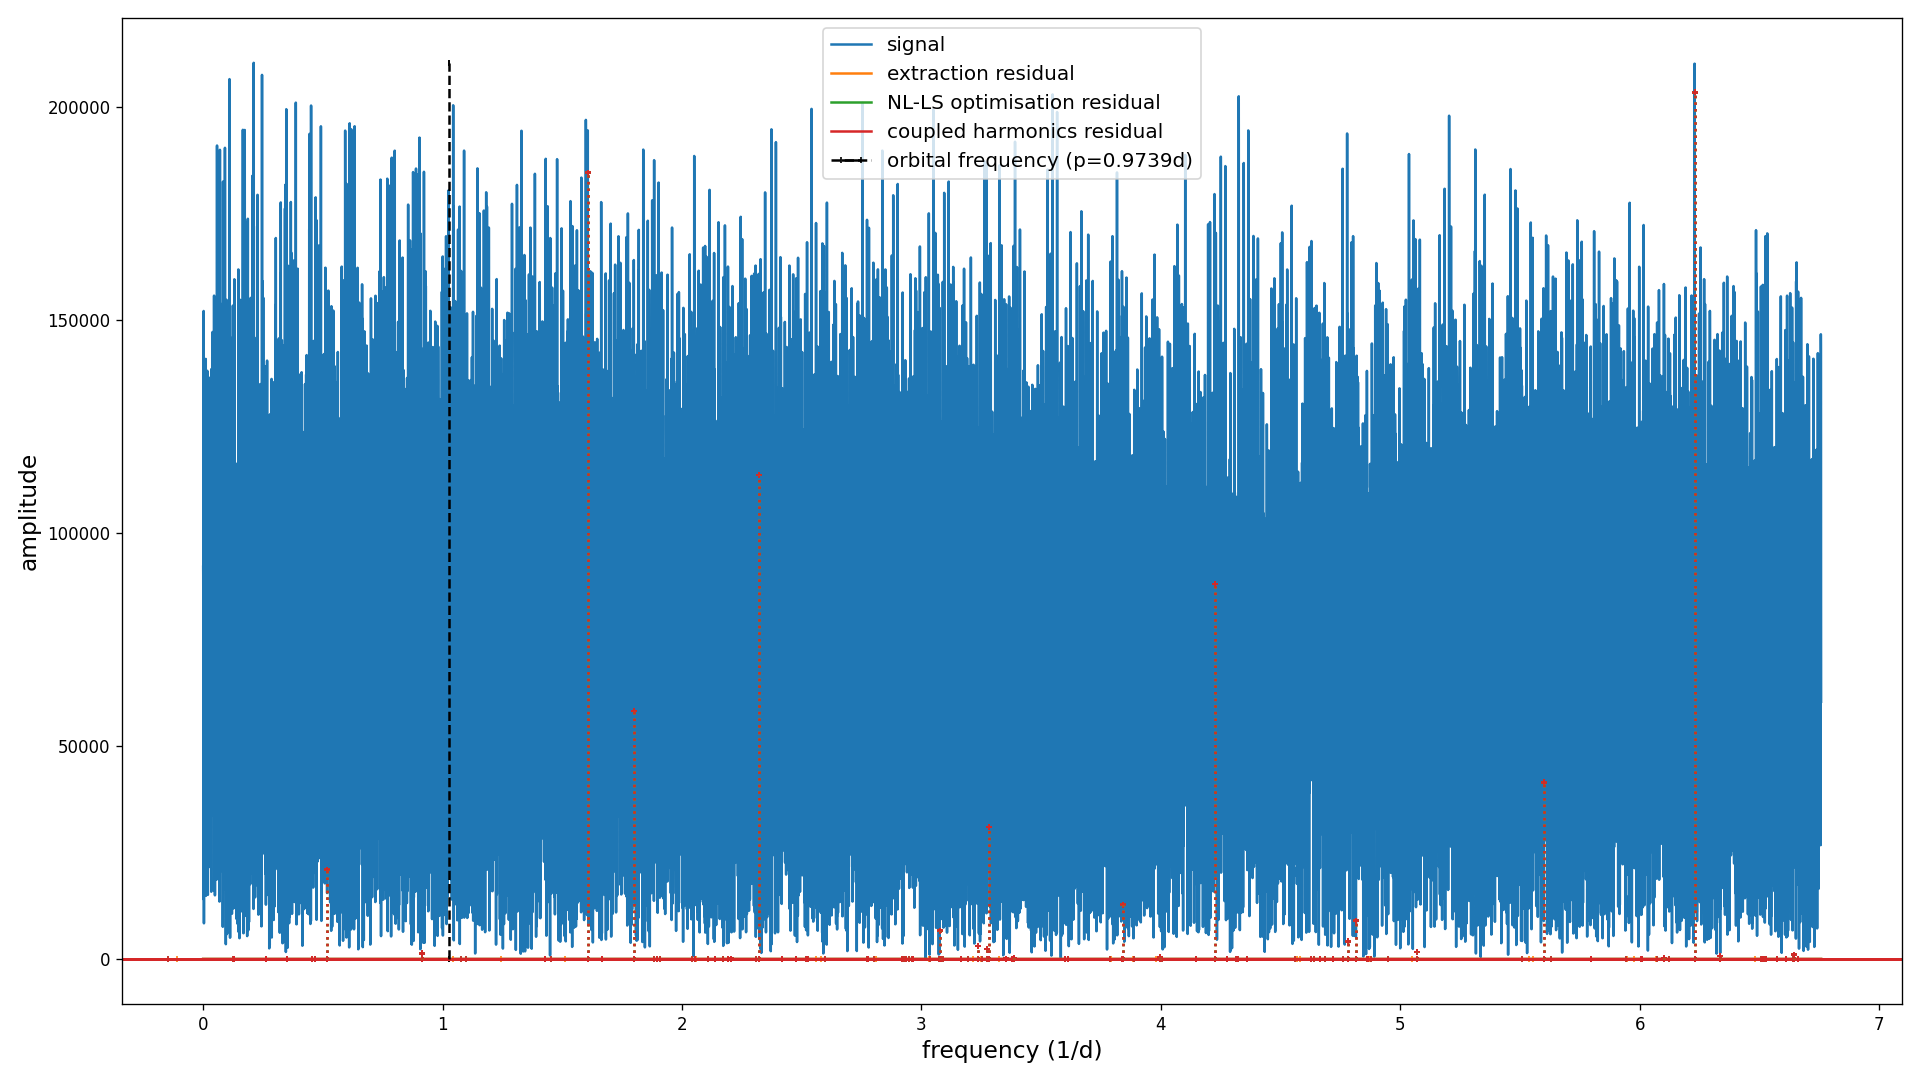 signal
extraction residual
NL-LS optimisation residual
coupled harmonics residual
orbital frequency (p=0.9739d)
amplitude
200000
150000
100000
50000
0
0 1 2 3 4 5 6 7
frequency (1/d)